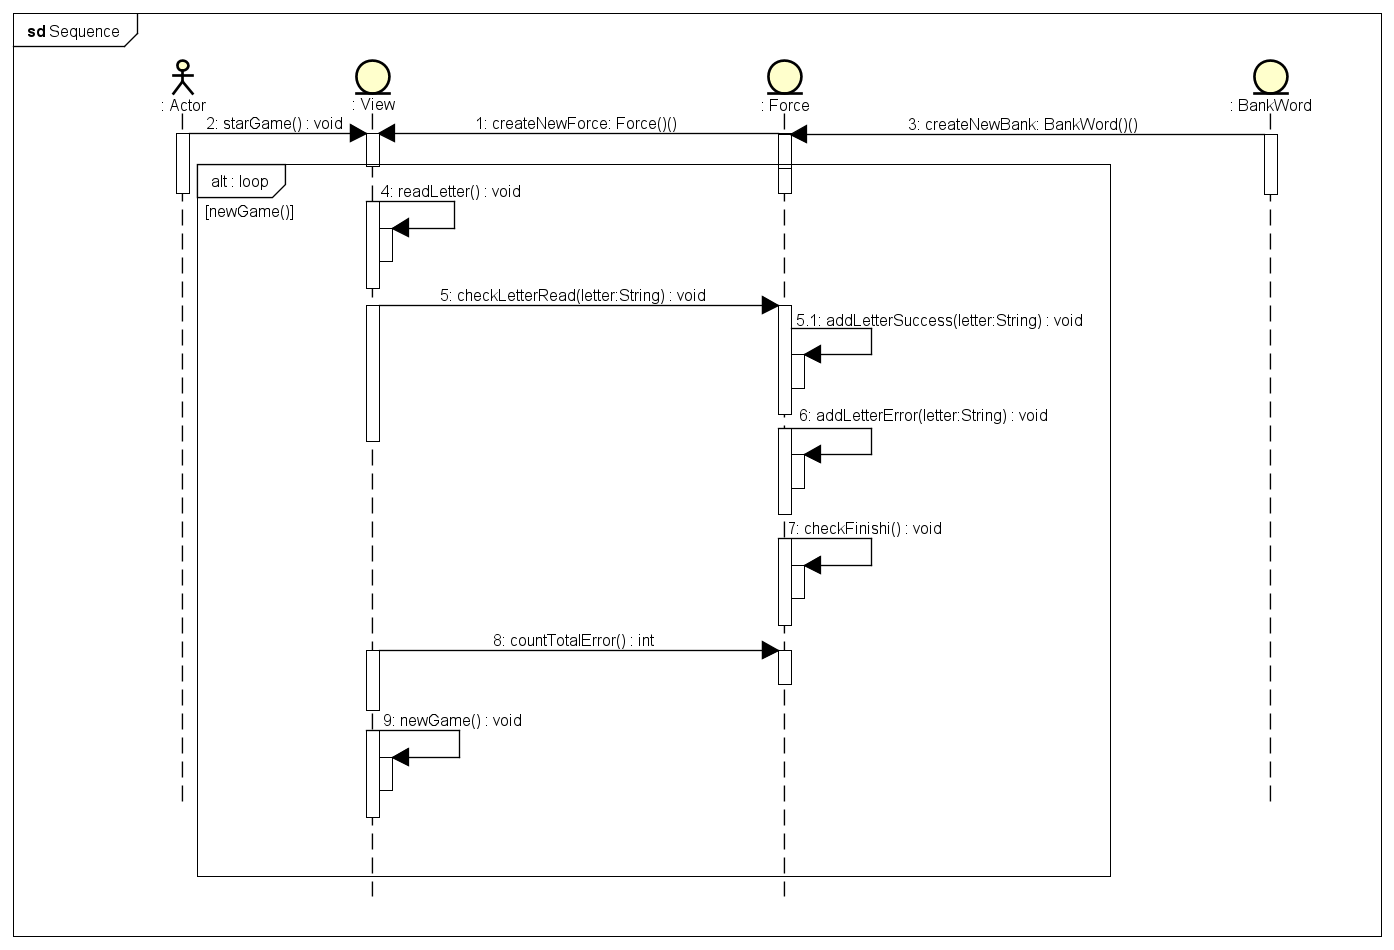 sd Sequence
: Actor
: View
: Force
: BankWord
2: starGame() : void
1: createNewForce: Force()()
3: createNewBank: BankWord()()
alt : loop
[newGame()]
4: readLetter() : void
5: checkLetterRead(letter:String) : void
5.1: addLetterSuccess(letter:String) : void
6: addLetterError(letter:String) : void
7: checkFinishi() : void
8: countTotalError() : int
9: newGame() : void